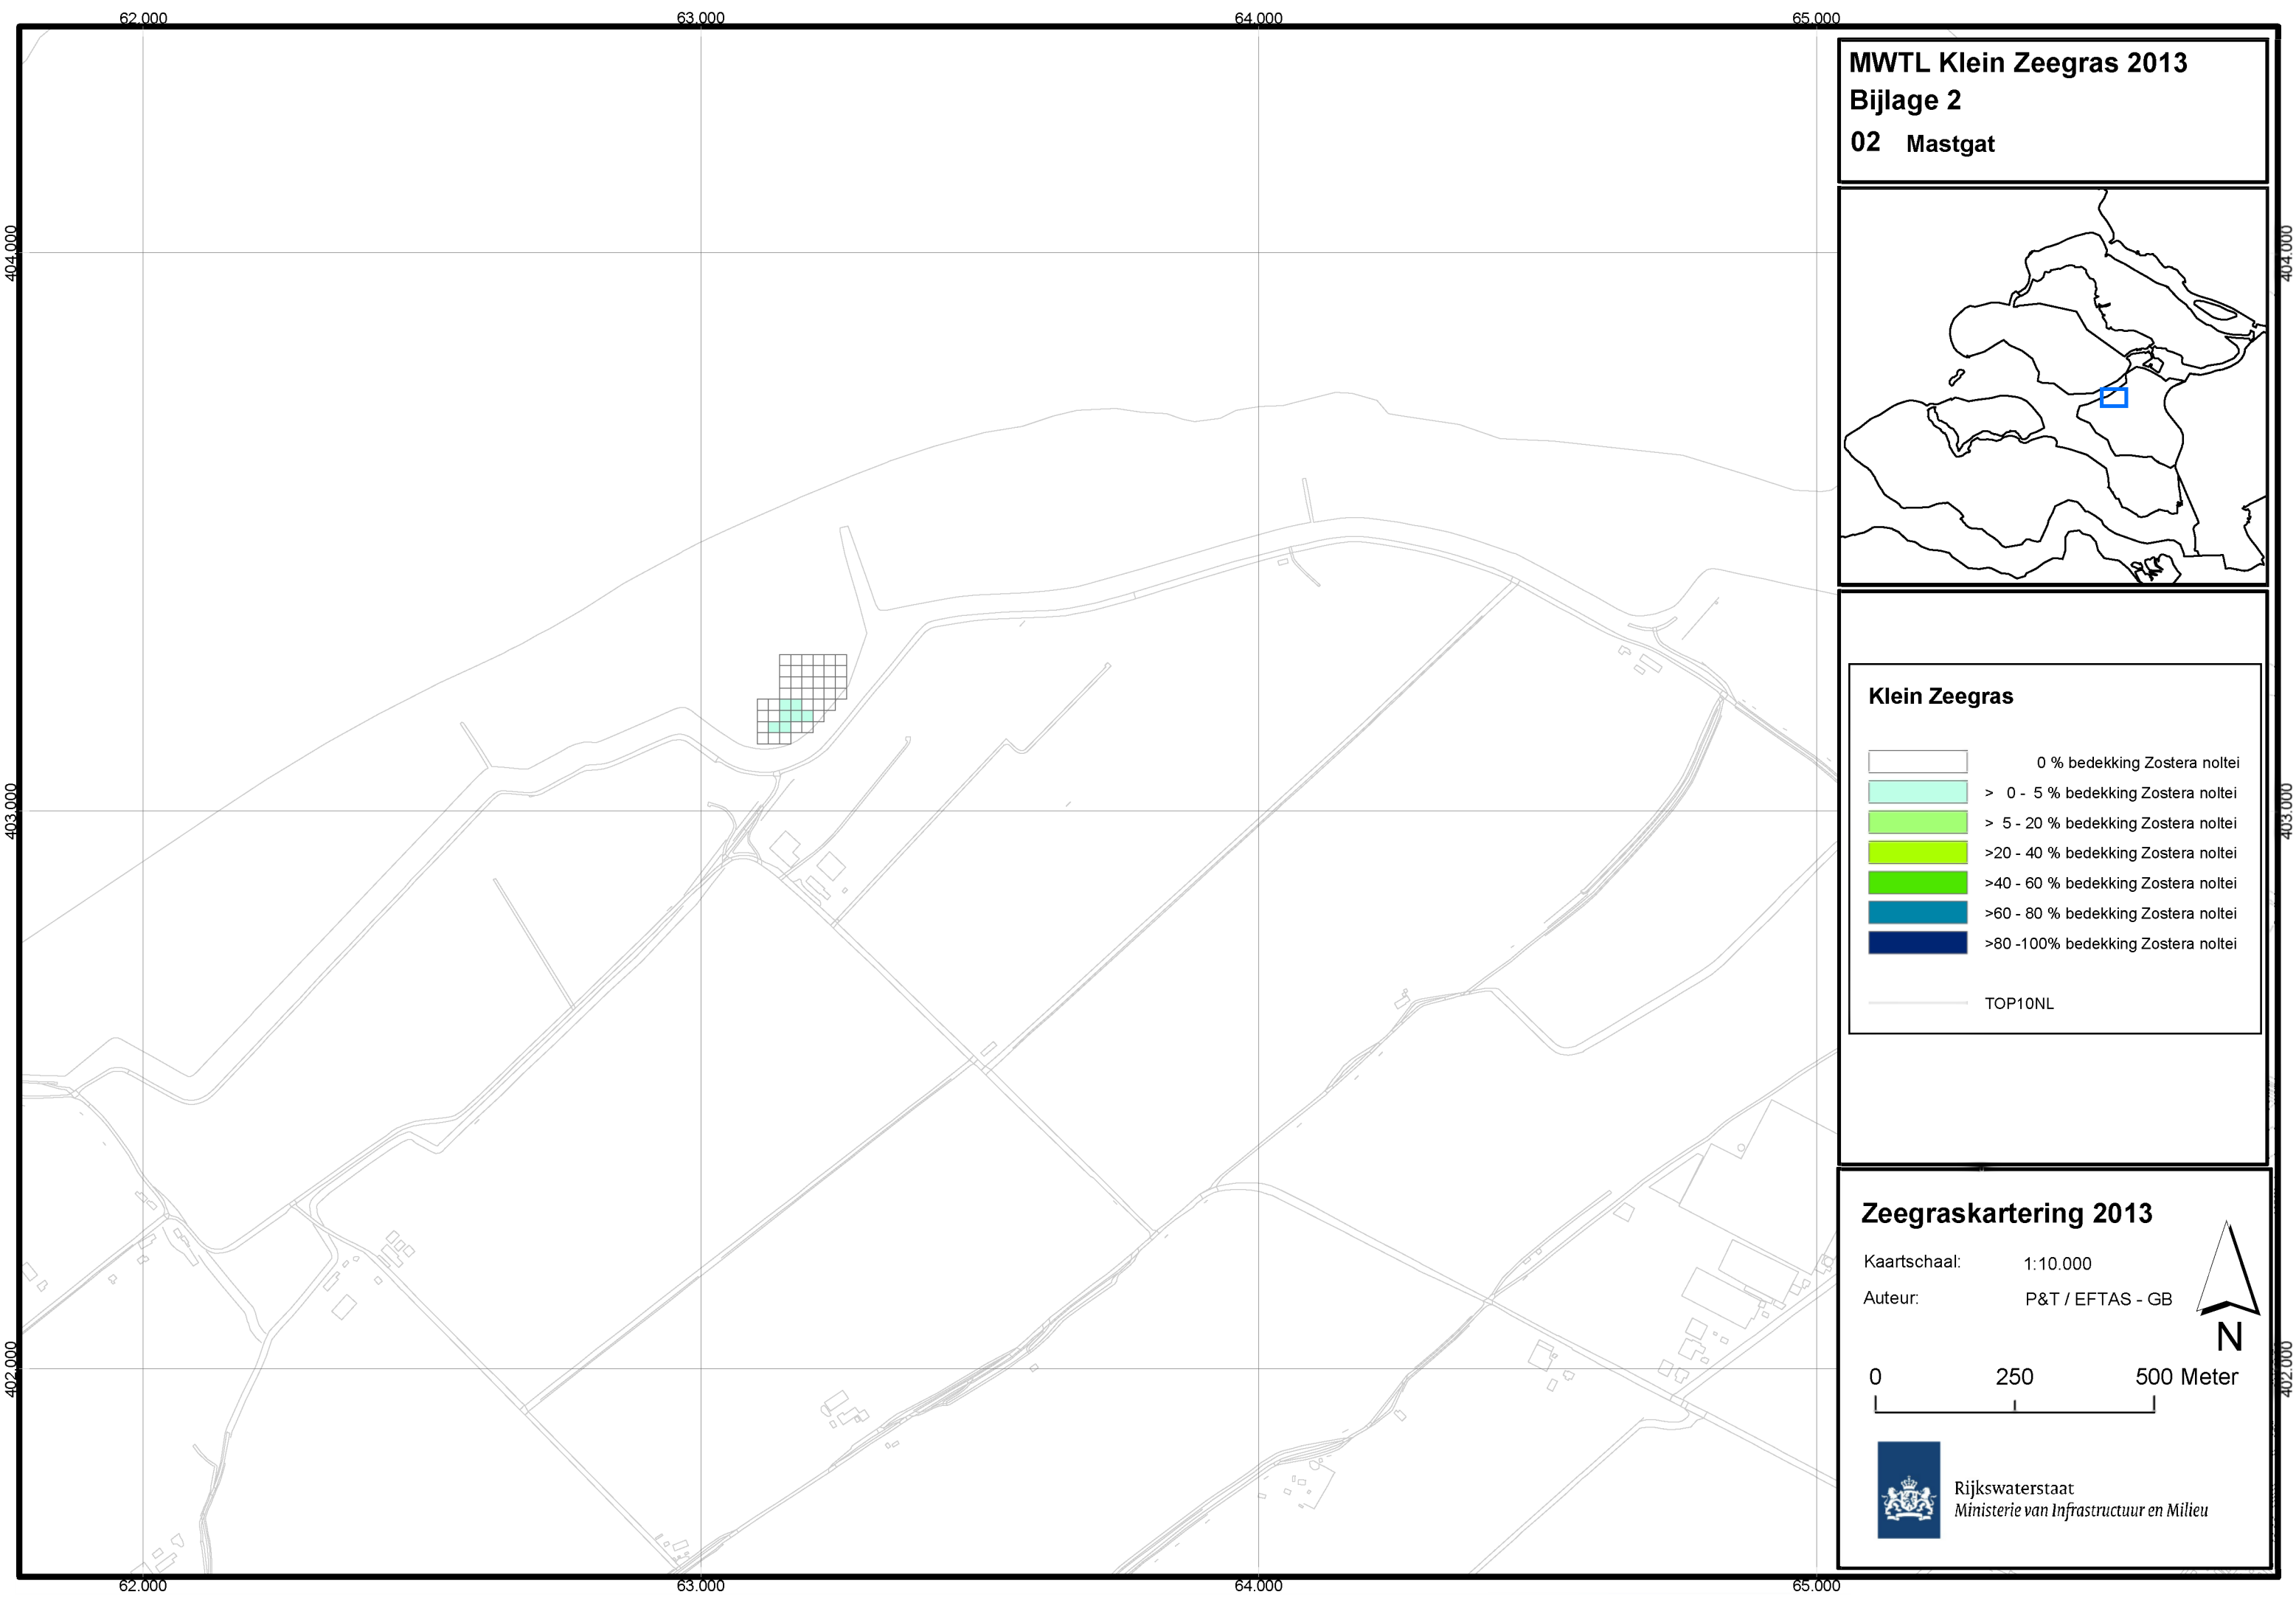 62.000 63.000 64.000 65.000
MWTL Klein Zeegras 2013
Bijlage 2
02 Mastgat
404.000 404.000
Klein Zeegras
0 % bedekking Zostera noltei
> 0 - 5 % bedekking Zostera noltei
> 5 - 20 % bedekking Zostera noltei
>20 - 40 % bedekking Zostera noltei
>40 - 60 % bedekking Zostera noltei
>60 - 80 % bedekking Zostera noltei
>80 -100% bedekking Zostera noltei
TOP10NL
403.000 403.000
Zeegraskartering 2013
Kaartschaal: 1:10.000
Auteur: P&T / EFTAS - GB
N
402.000 402.000
0 250 500 Meter
Rijkswaterstaat
Ministerie van Infrastructuur en Milieu
62.000 63.000 64.000 65.000